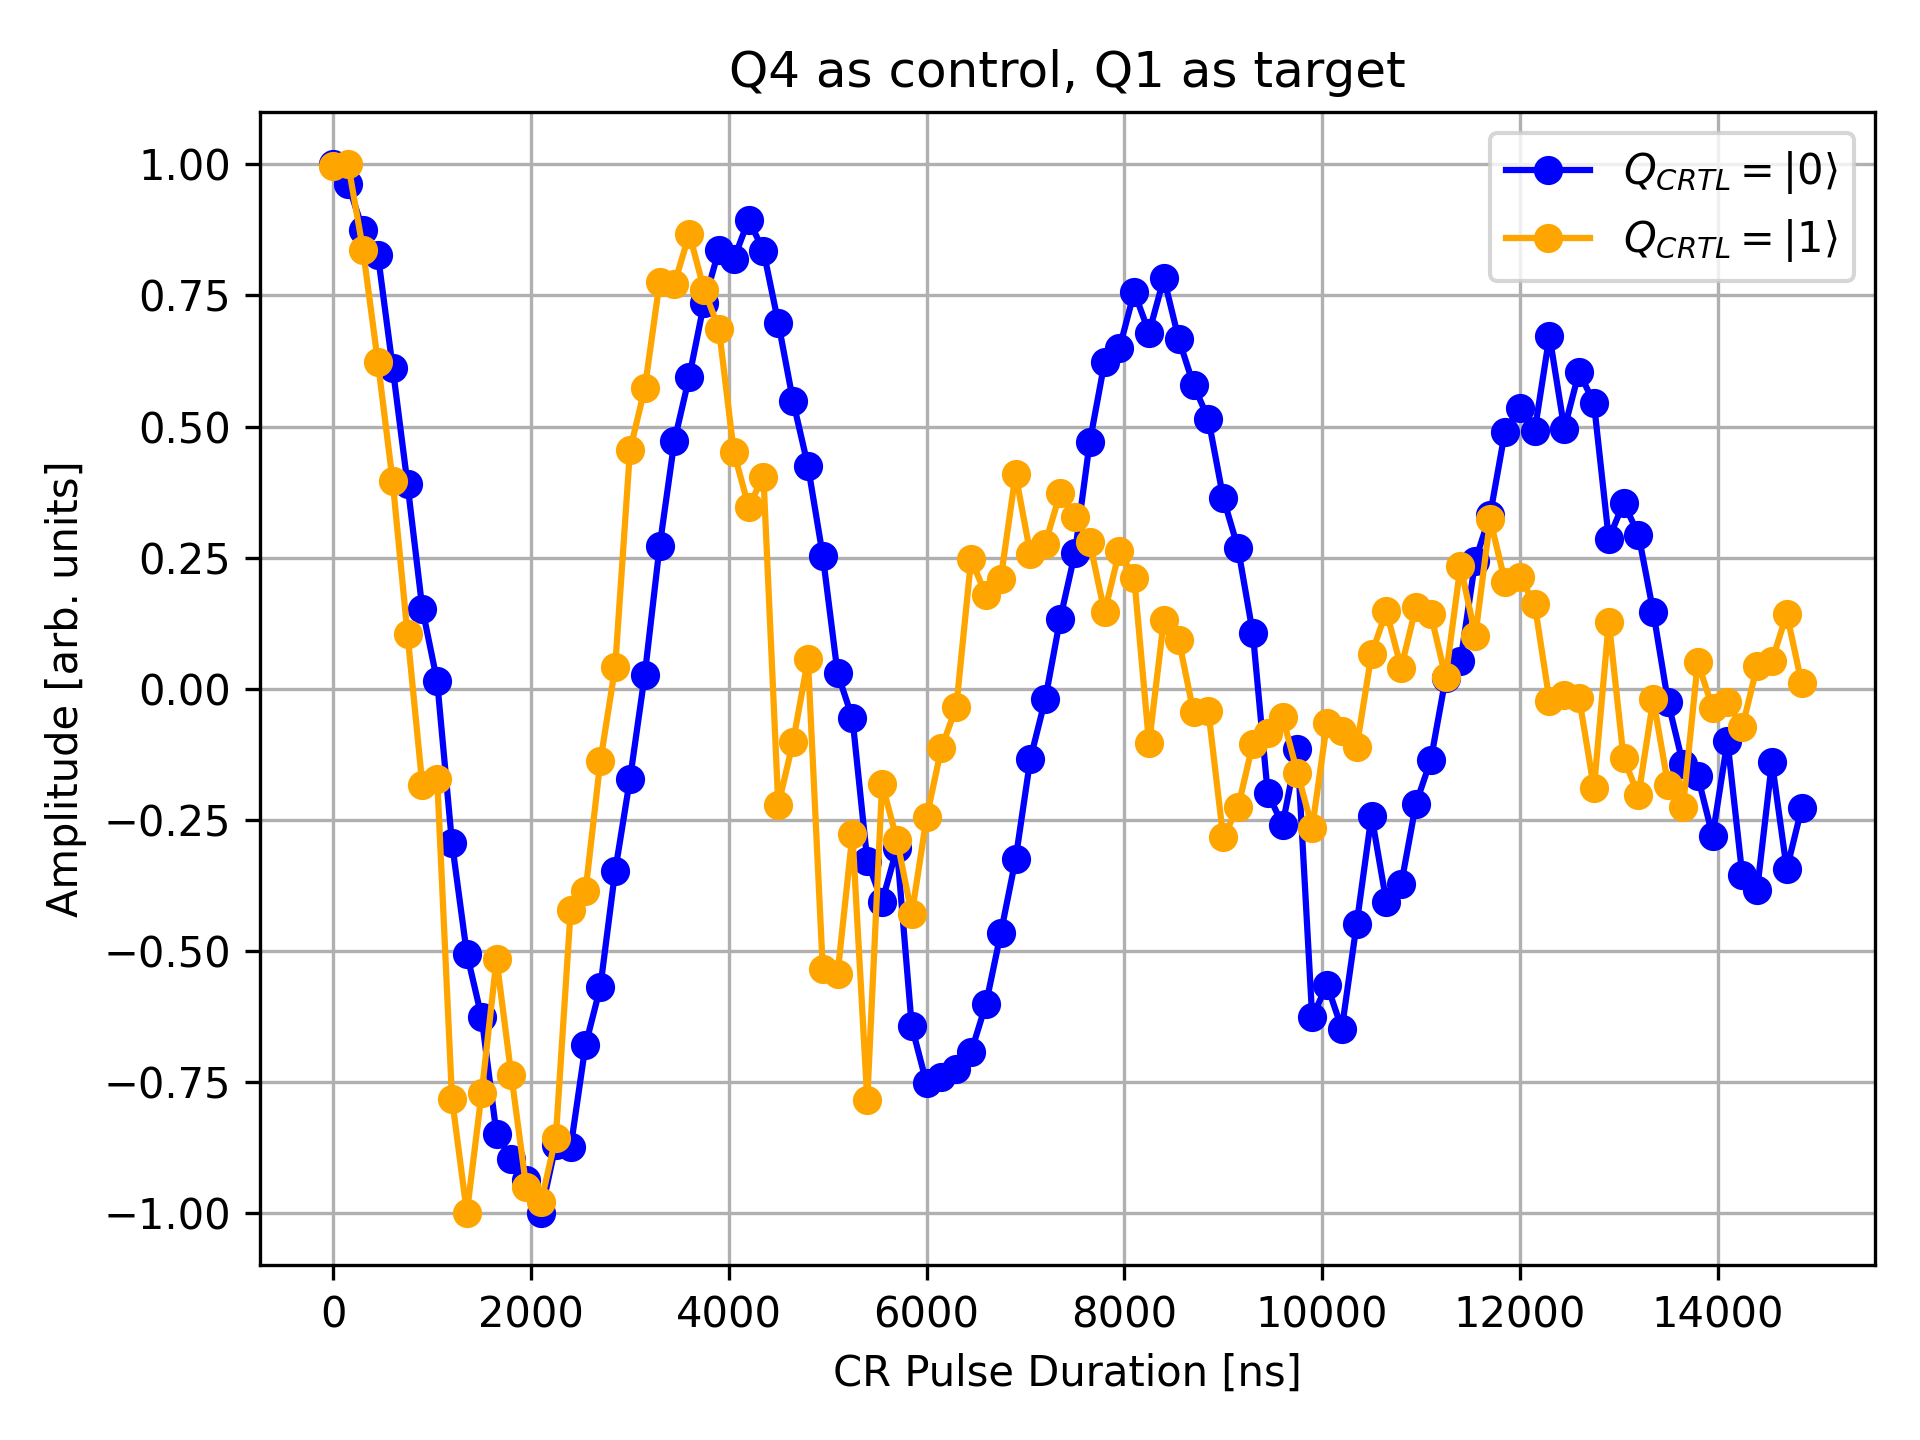 Q4 as control, Q1 as target
Q_CRTL = |0⟩
Q_CRTL = |1⟩
Amplitude [arb. units]
1.00
0.75
0.50
0.25
0.00
−0.25
−0.50
−0.75
−1.00
0 2000 4000 6000 8000 10000 12000 14000
CR Pulse Duration [ns]